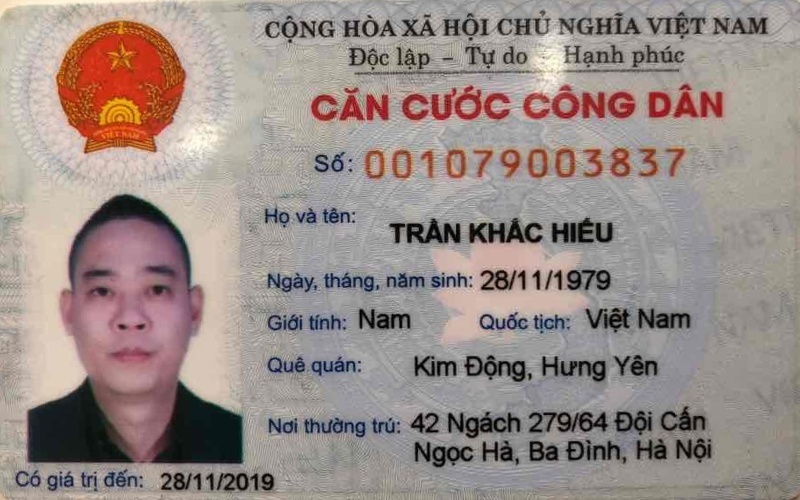 CỘNG HÒA XÃ HỘI CHỦ NGHĨA VIỆT NAM
Độc lập - Tự do - Hạnh phúc
CĂN CƯỚC CÔNG DÂN
Số: 001079003837
Họ và tên: TRẦN KHẮC HIẾU
Ngày, tháng, năm sinh: 28/11/1979
Giới tính: Nam Quốc tịch: Việt Nam
Quê quán: Kim Động, Hưng Yên
Nơi thường trú: 42 Ngách 279/64 Đội Cấn
Ngọc Hà, Ba Đình, Hà Nội
Có giá trị đến: 28/11/2019
VIỆT NAM